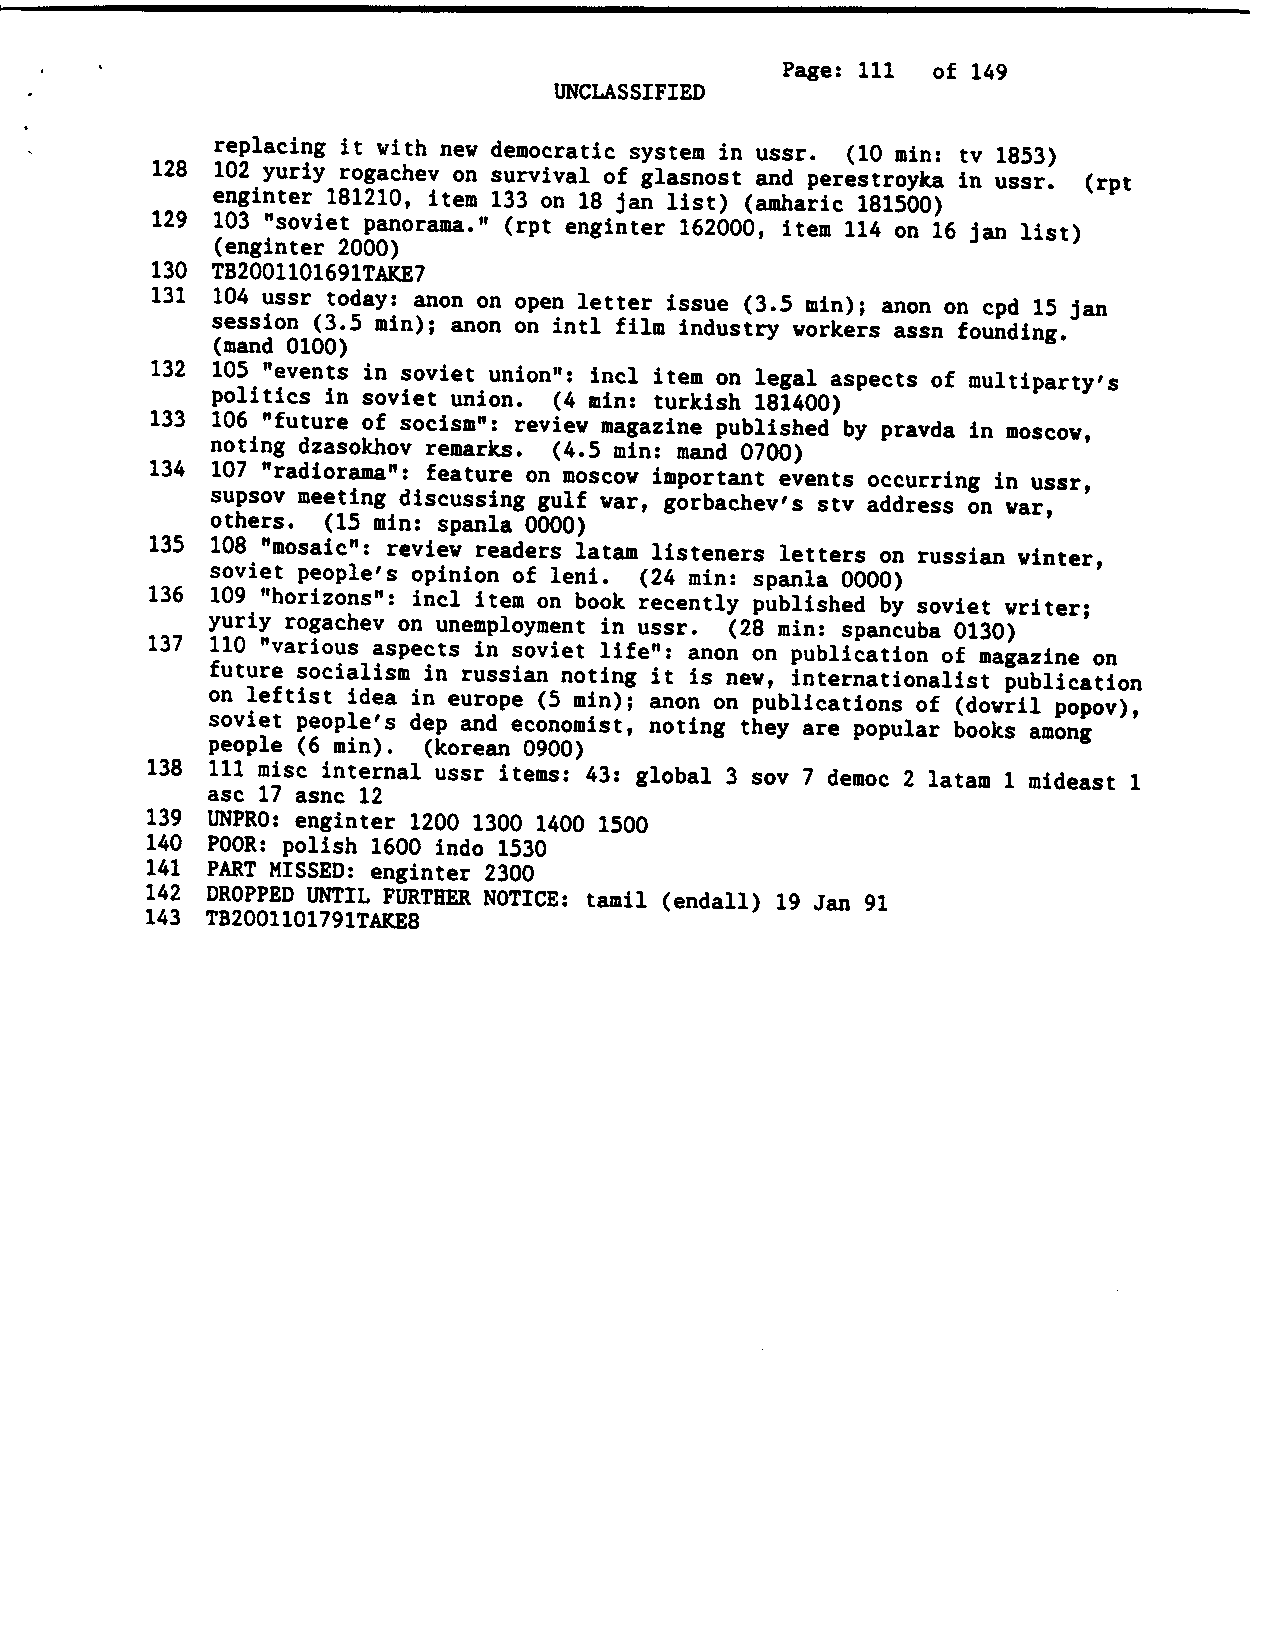 Page: 111 of 149
UNCLASSIFIED
replacing it with new democratic system in ussr. (10 min: tv 1853)
128 102 yuriy rogachev on survival of glasnost and perestroyka in ussr. (rpt
enginter 181210, item 133 on 18 jan list) (amharic 181500)
129 103 "soviet panorama." (rpt enginter 162000, item 114 on 16 jan list)
(enginter 2000)
130 TB2001101691TAKE7
131 104 ussr today: anon on open letter issue (3.5 min); anon on cpd 15 jan
session (3.5 min); anon on intl film industry workers assn founding.
(mand 0100)
132 105 "events in soviet union": incl item on legal aspects of multiparty's
politics in soviet union. (4 min: turkish 181400)
133 106 "future of socism": review magazine published by pravda in moscow,
noting dzasokhov remarks. (4.5 min: mand 0700)
134 107 "radiorama": feature on moscow important events occurring in ussr,
supsov meeting discussing gulf war, gorbachev's stv address on war,
others. (15 min: spanla 0000)
135 108 "mosaic": review readers latam listeners letters on russian winter,
soviet people's opinion of leni. (24 min: spanla 0000)
136 109 "horizons": incl item on book recently published by soviet writer;
yuriy rogachev on unemployment in ussr. (28 min: spancuba 0130)
137 110 "various aspects in soviet life": anon on publication of magazine on
future socialism in russian noting it is new, internationalist publication
on leftist idea in europe (5 min); anon on publications of (dowril popov),
soviet people's dep and economist, noting they are popular books among
people (6 min). (korean 0900)
138 111 misc internal ussr items: 43: global 3 sov 7 democ 2 latam 1 mideast 1
asc 17 asnc 12
139 UNPRO: enginter 1200 1300 1400 1500
140 POOR: polish 1600 indo 1530
141 PART MISSED: enginter 2300
142 DROPPED UNTIL FURTHER NOTICE: tamil (endall) 19 Jan 91
143 TB2001101791TAKE8